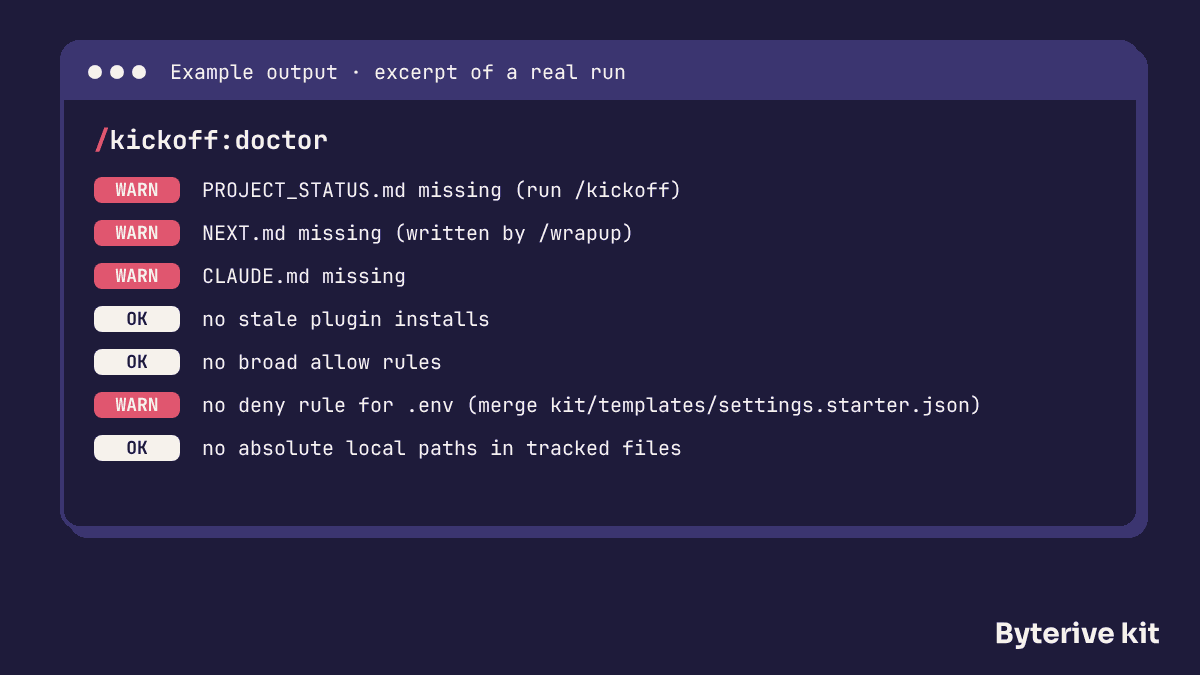 Example output · excerpt of a real run
/kickoff:doctor
WARN PROJECT_STATUS.md missing (run /kickoff)
WARN NEXT.md missing (written by /wrapup)
WARN CLAUDE.md missing
OK no stale plugin installs
OK no broad allow rules
WARN no deny rule for .env (merge kit/templates/settings.starter.json)
OK no absolute local paths in tracked files
Byterive kit